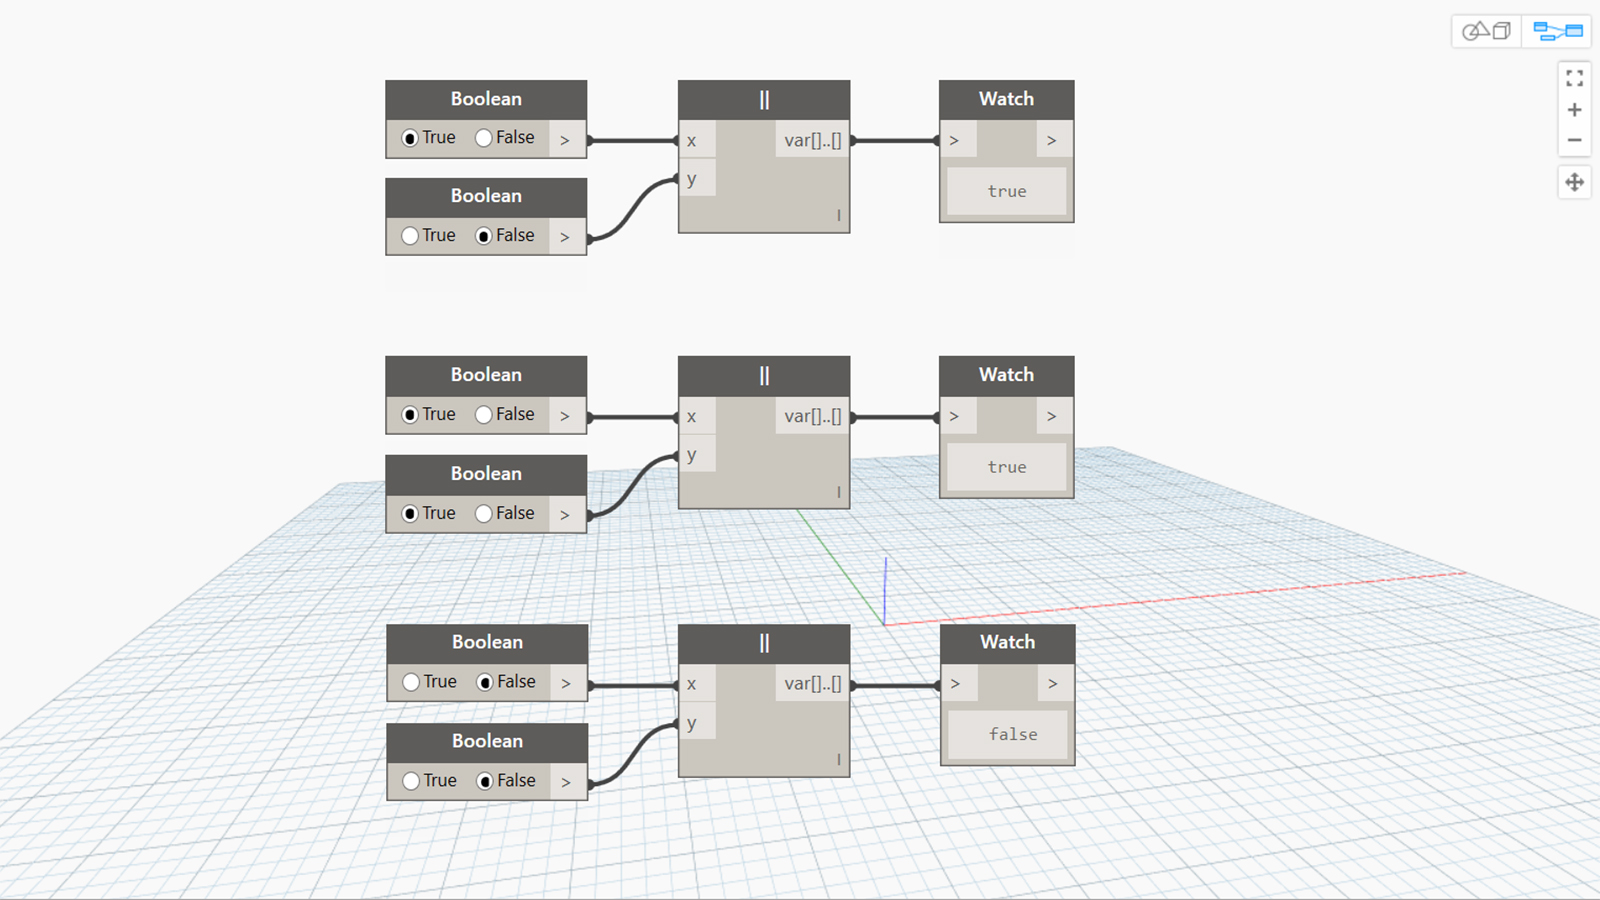 Boolean || Watch
True False > x var[]..[] > >
Boolean y true
True False > l
Boolean || Watch
True False > x var[]..[] > >
Boolean y true
True False > l
Boolean || Watch
True False > x var[]..[] > >
Boolean y false
True False > l